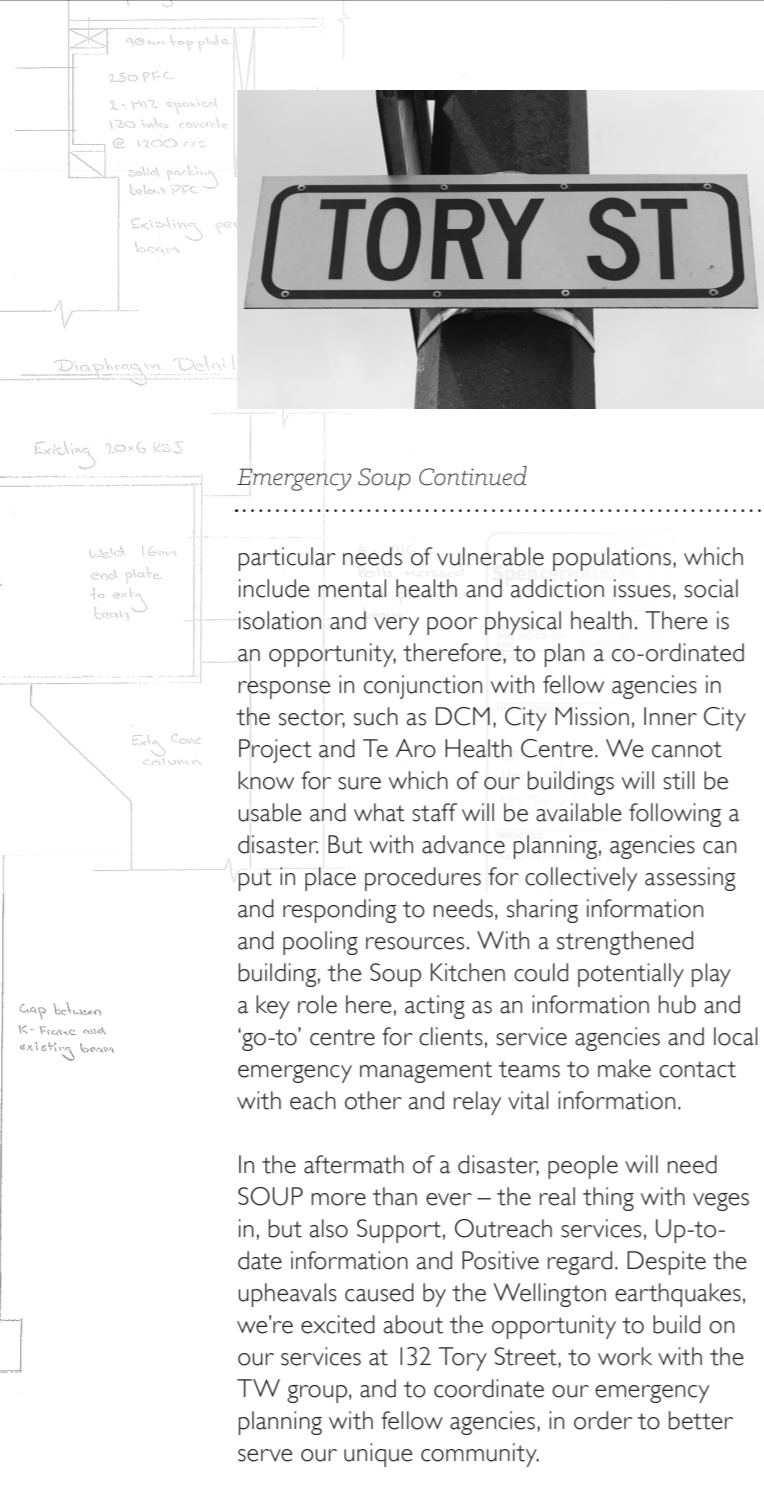 90mm top plate
250 PFC
2-M12 epoxied
130 into concrete
@ 1200 crs
solid packing
below PFC
Existing
beam
Diaphragm Detail
TORY ST
Existing 20x6 RSJ
Weld 16mm
end plate
to extg
beam
Extg Conc
column
Gap between
K-Frame and
existing beam
Emergency Soup Continued
particular needs of vulnerable populations, which
include mental health and addiction issues, social
isolation and very poor physical health. There is
an opportunity, therefore, to plan a co-ordinated
response in conjunction with fellow agencies in
the sector, such as DCM, City Mission, Inner City
Project and Te Aro Health Centre. We cannot
know for sure which of our buildings will still be
usable and what staff will be available following a
disaster. But with advance planning, agencies can
put in place procedures for collectively assessing
and responding to needs, sharing information
and pooling resources. With a strengthened
building, the Soup Kitchen could potentially play
a key role here, acting as an information hub and
‘go-to’ centre for clients, service agencies and local
emergency management teams to make contact
with each other and relay vital information.
In the aftermath of a disaster, people will need
SOUP more than ever – the real thing with veges
in, but also Support, Outreach services, Up-to-
date information and Positive regard. Despite the
upheavals caused by the Wellington earthquakes,
we’re excited about the opportunity to build on
our services at 132 Tory Street, to work with the
TW group, and to coordinate our emergency
planning with fellow agencies, in order to better
serve our unique community.